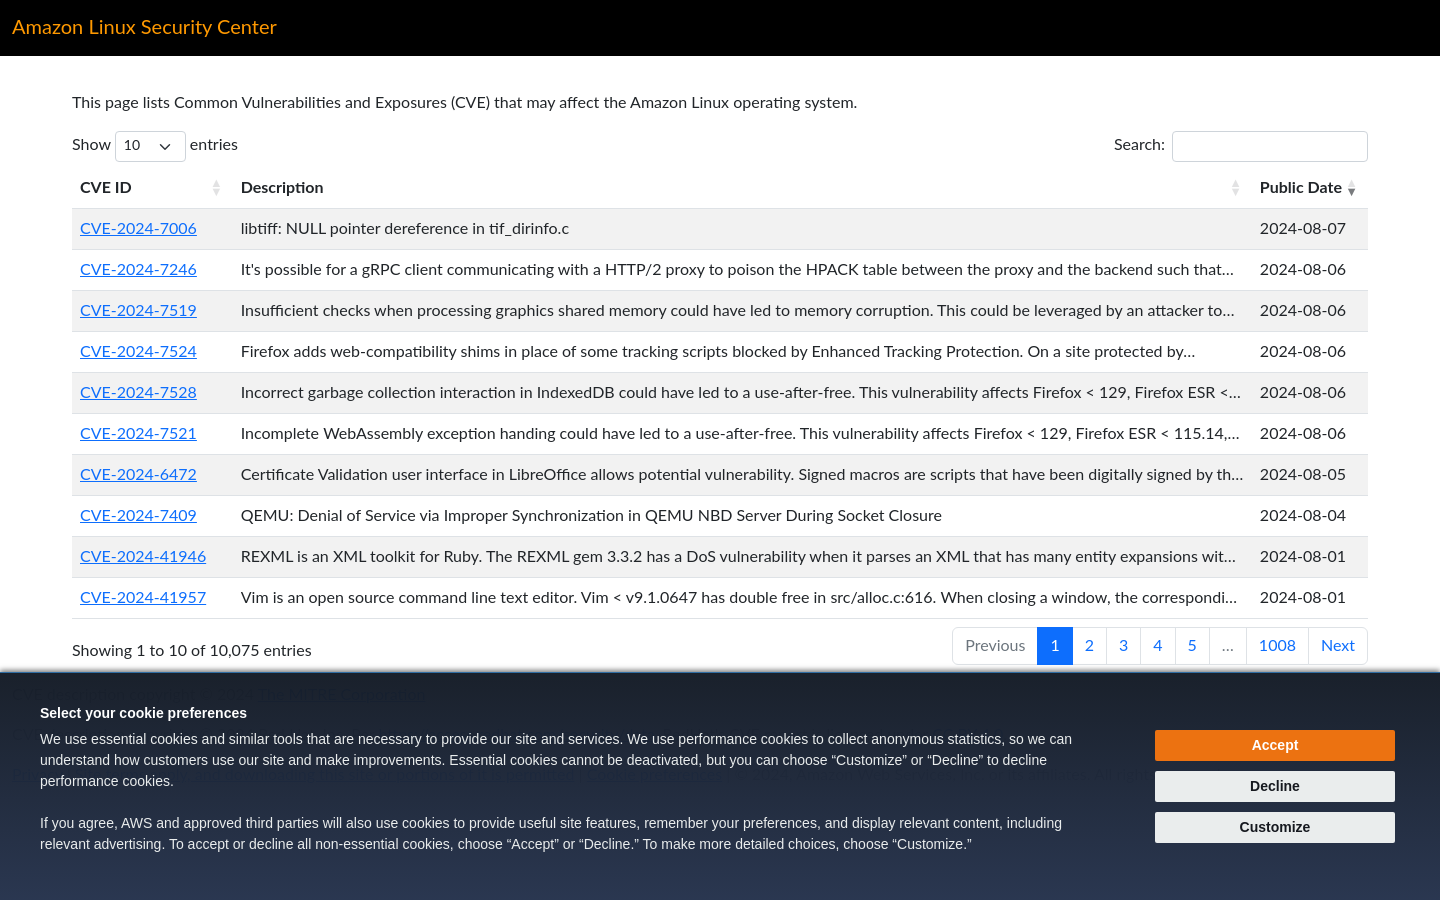 Amazon Linux Security Center
This page lists Common Vulnerabilities and Exposures (CVE) that may affect the Amazon Linux operating system.
Show 10 entries Search:
CVE ID Description Public Date
CVE-2024-7006 libtiff: NULL pointer dereference in tif_dirinfo.c 2024-08-07
CVE-2024-7246 It's possible for a gRPC client communicating with a HTTP/2 proxy to poison the HPACK table between the proxy and the backend such that... 2024-08-06
CVE-2024-7519 Insufficient checks when processing graphics shared memory could have led to memory corruption. This could be leveraged by an attacker to... 2024-08-06
CVE-2024-7524 Firefox adds web-compatibility shims in place of some tracking scripts blocked by Enhanced Tracking Protection. On a site protected by... 2024-08-06
CVE-2024-7528 Incorrect garbage collection interaction in IndexedDB could have led to a use-after-free. This vulnerability affects Firefox < 129, Firefox ESR <... 2024-08-06
CVE-2024-7521 Incomplete WebAssembly exception handing could have led to a use-after-free. This vulnerability affects Firefox < 129, Firefox ESR < 115.14,... 2024-08-06
CVE-2024-6472 Certificate Validation user interface in LibreOffice allows potential vulnerability. Signed macros are scripts that have been digitally signed by th... 2024-08-05
CVE-2024-7409 QEMU: Denial of Service via Improper Synchronization in QEMU NBD Server During Socket Closure 2024-08-04
CVE-2024-41946 REXML is an XML toolkit for Ruby. The REXML gem 3.3.2 has a DoS vulnerability when it parses an XML that has many entity expansions wit... 2024-08-01
CVE-2024-41957 Vim is an open source command line text editor. Vim < v9.1.0647 has double free in src/alloc.c:616. When closing a window, the correspondi... 2024-08-01
Showing 1 to 10 of 10,075 entries Previous 1 2 3 4 5 ... 1008 Next
Select your cookie preferences
We use essential cookies and similar tools that are necessary to provide our site and services. We use performance cookies to collect anonymous statistics, so we can
understand how customers use our site and make improvements. Essential cookies cannot be deactivated, but you can choose “Customize” or “Decline” to decline
performance cookies.
If you agree, AWS and approved third parties will also use cookies to provide useful site features, remember your preferences, and display relevant content, including
relevant advertising. To accept or decline all non-essential cookies, choose “Accept” or “Decline.” To make more detailed choices, choose “Customize.”
Accept
Decline
Customize